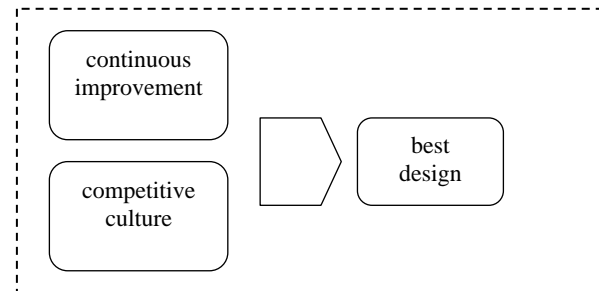 continuous
improvement
competitive
culture
best
design